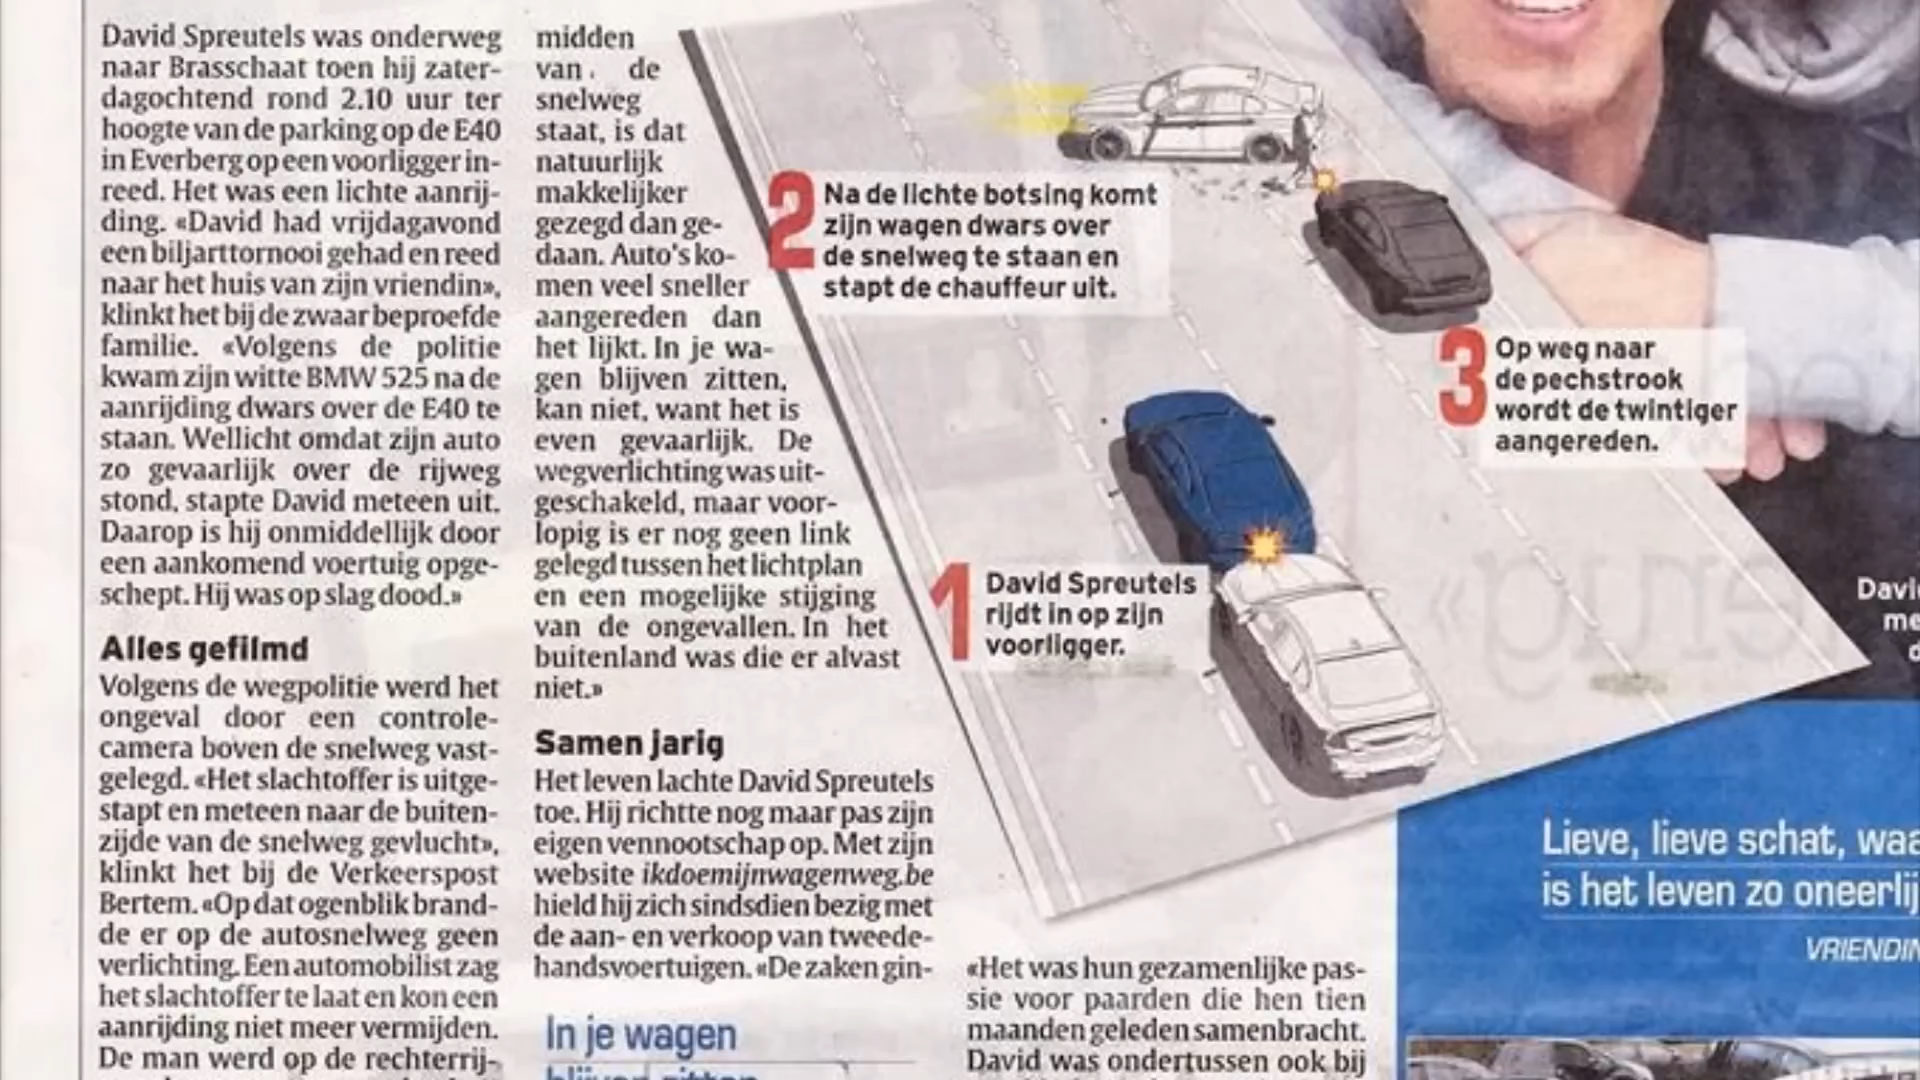 David Spreutels was onderweg
naar Brasschaat toen hij zater-
dagochtend rond 2.10 uur ter
hoogte van de parking op de E40
in Everberg op een voorligger in-
reed. Het was een lichte aanrij-
ding. «David had vrijdagavond
een biljarttornooi gehad en reed
naar het huis van zijn vriendin»,
klinkt het bij de zwaar beproefde
familie. «Volgens de politie
kwam zijn witte BMW 525 na de
aanrijding dwars over de E40 te
staan. Wellicht omdat zijn auto
zo gevaarlijk over de rijweg
stond, stapte David meteen uit.
Daarop is hij onmiddellijk door
een aankomend voertuig opge-
schept. Hij was op slag dood.»
Alles gefilmd
Volgens de wegpolitie werd het
ongeval door een controle-
camera boven de snelweg vast-
gelegd. «Het slachtoffer is uitge-
stapt en meteen naar de buiten-
zijde van de snelweg gevlucht»,
klinkt het bij de Verkeerspost
Bertem. «Op dat ogenblik brand-
de er op de autosnelweg geen
verlichting. Een automobilist zag
het slachtoffer te laat en kon een
aanrijding niet meer vermijden.
De man werd op de rechterrij-
midden
van de
snelweg
staat, is dat
natuurlijk
makkelijker
gezegd dan ge-
daan. Auto's ko-
men veel sneller
aangereden dan
het lijkt. In je wa-
gen blijven zitten,
kan niet, want het is
even gevaarlijk. De
wegverlichting was uit-
geschakeld, maar voor-
lopig is er nog geen link
gelegd tussen het lichtplan
en een mogelijke stijging
van de ongevallen. In het
buitenland was die er alvast
niet.»
Samen jarig
Het leven lachte David Spreutels
toe. Hij richtte nog maar pas zijn
eigen vennootschap op. Met zijn
website ikdoemijnwagenweg.be
hield hij zich sindsdien bezig met
de aan- en verkoop van tweede-
handsvoertuigen. «De zaken gin-
In je wagen
blijven zitten
1 David Spreutels
rijdt in op zijn
voorligger.
2 Na de lichte botsing komt
zijn wagen dwars over
de snelweg te staan en
stapt de chauffeur uit.
3 Op weg naar
de pechstrook
wordt de twintiger
aangereden.
«Het was hun gezamenlijke pas-
sie voor paarden die hen tien
maanden geleden samenbracht.
David was ondertussen ook bij
Davi
me
d
Lieve, lieve schat, waa
is het leven zo oneerlij
VRIENDIN